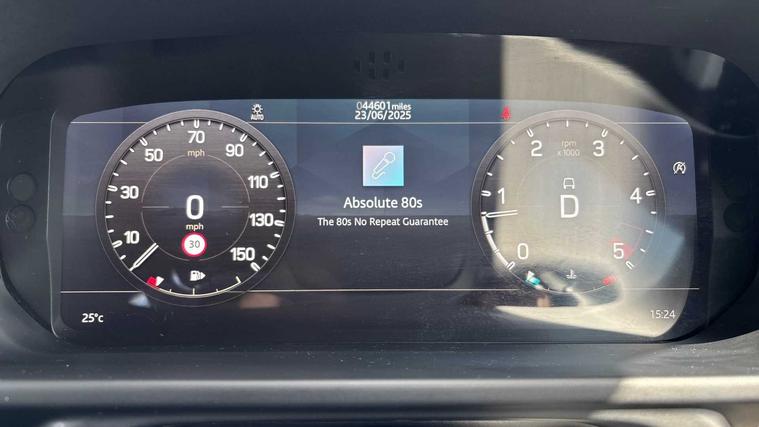 044601 miles
23/06/2025
AUTO
10
30
50
70
90
110
130
150
mph
0
mph
30
Absolute 80s
The 80s No Repeat Guarantee
0
1
2
3
4
5
rpm
x 1000
D
25°c
15:24